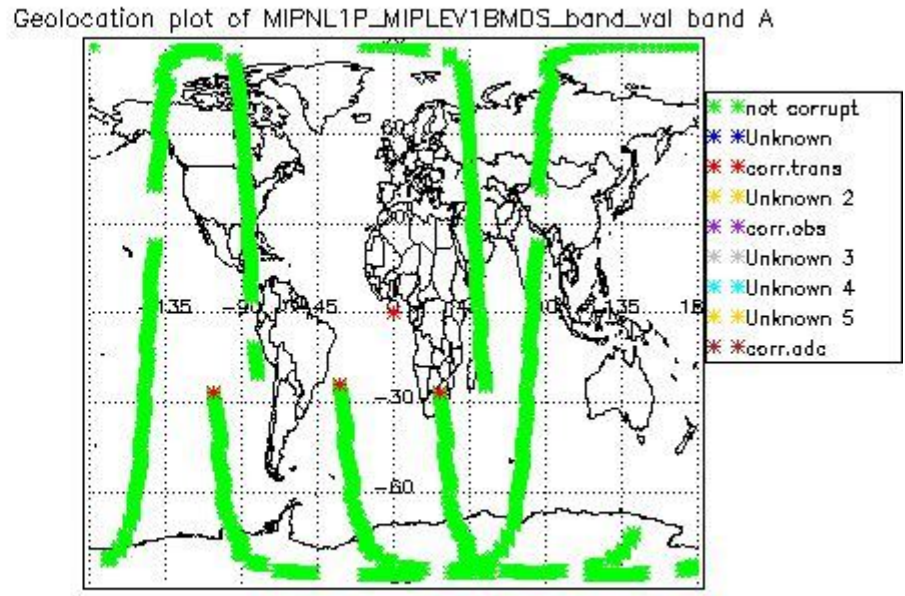 Geolocation plot of MIPNL1P_MIPLEV1BMDS_band_val band A
not corrupt
Unknown
corr.trans
Unknown 2
corr.obs
Unknown 3
Unknown 4
Unknown 5
corr.adc
-135 -90 -45 135
-30
-60